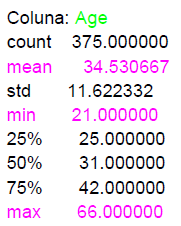 Coluna: Age
count 375.000000
mean 34.530667
std 11.622332
min 21.000000
25% 25.000000
50% 31.000000
75% 42.000000
max 66.000000